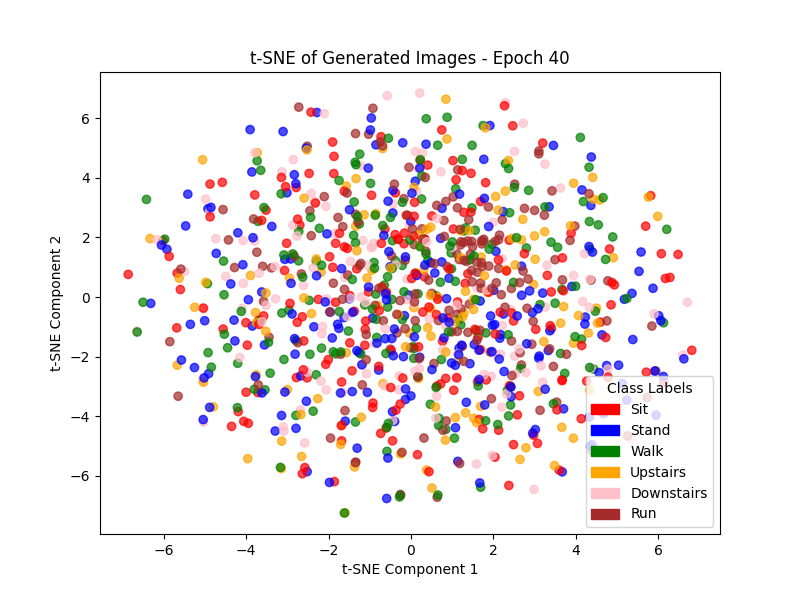 t-SNE of Generated Images - Epoch 40
t-SNE Component 2
6
4
2
0
−2
−4
−6
−6
−4
−2
0
2
4
6
t-SNE Component 1
Class Labels
Sit
Stand
Walk
Upstairs
Downstairs
Run